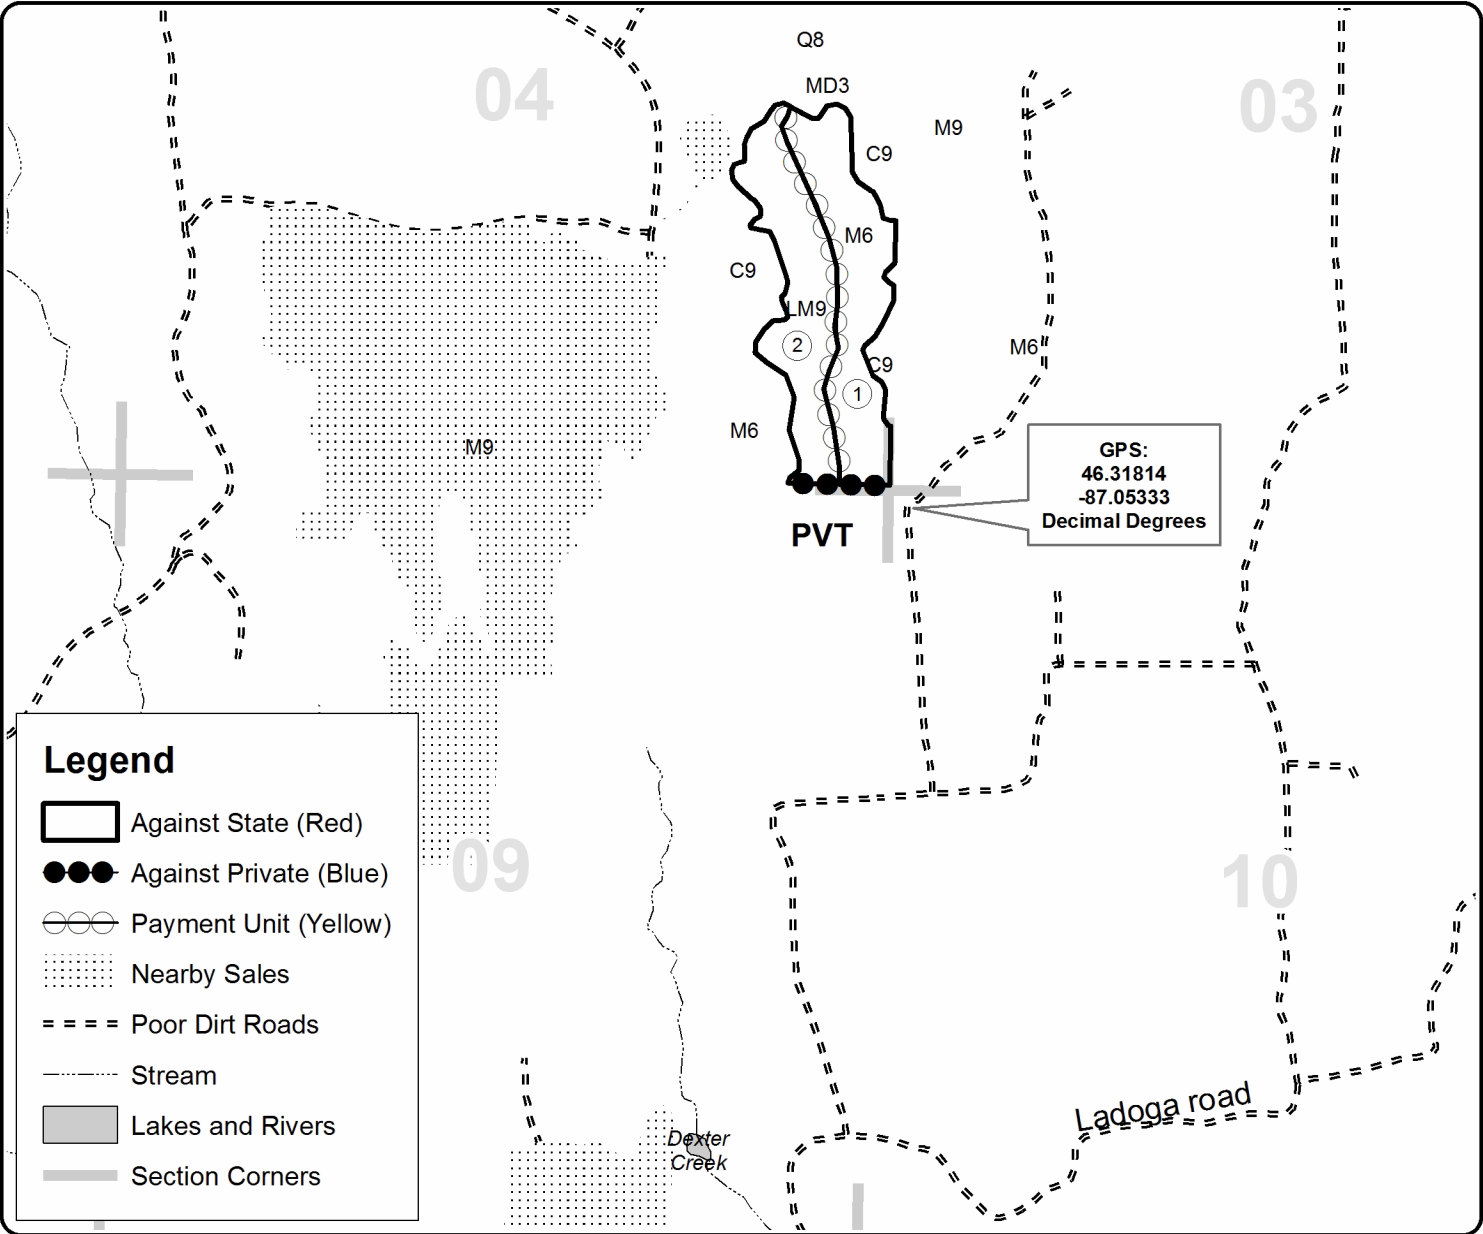 Q8
04
MD3
03
M9
C9
M6
C9
LM9
2
M6
C9
1
M6
M9
GPS:
46.31814
-87.05333
Decimal Degrees
PVT
Legend
Against State (Red)
Against Private (Blue)
Payment Unit (Yellow)
Nearby Sales
Poor Dirt Roads
Stream
Lakes and Rivers
Section Corners
09
10
Ladoga road
Dexter
Creek